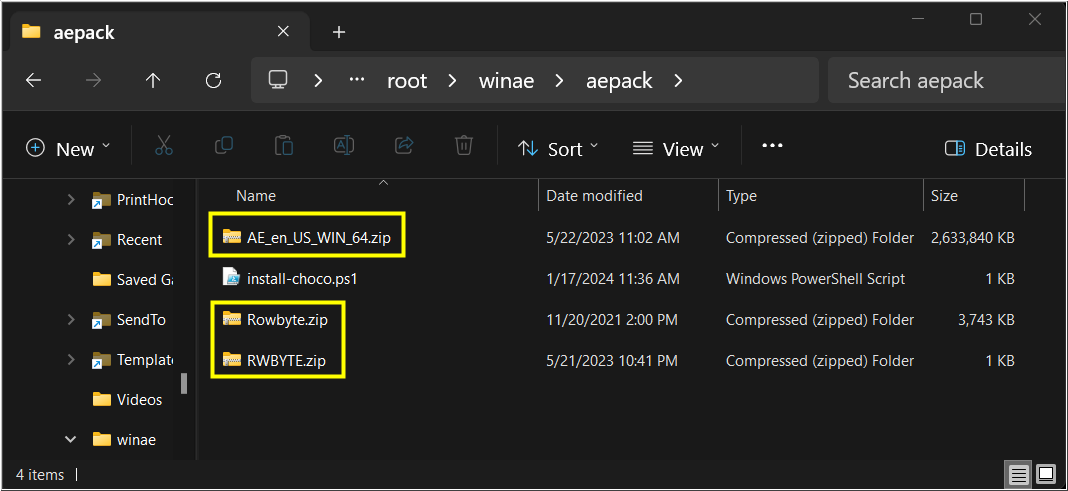 aepack
root winae aepack Search aepack
New Sort View Details
Name Date modified Type Size
PrintHoc
AE_en_US_WIN_64.zip 5/22/2023 11:02 AM Compressed (zipped) Folder 2,633,840 KB
Recent
install-choco.ps1 1/17/2024 11:36 AM Windows PowerShell Script 1 KB
Saved Ga
Rowbyte.zip 11/20/2021 2:00 PM Compressed (zipped) Folder 3,743 KB
SendTo
RWBYTE.zip 5/21/2023 10:41 PM Compressed (zipped) Folder 1 KB
Template
Videos
winae
4 items